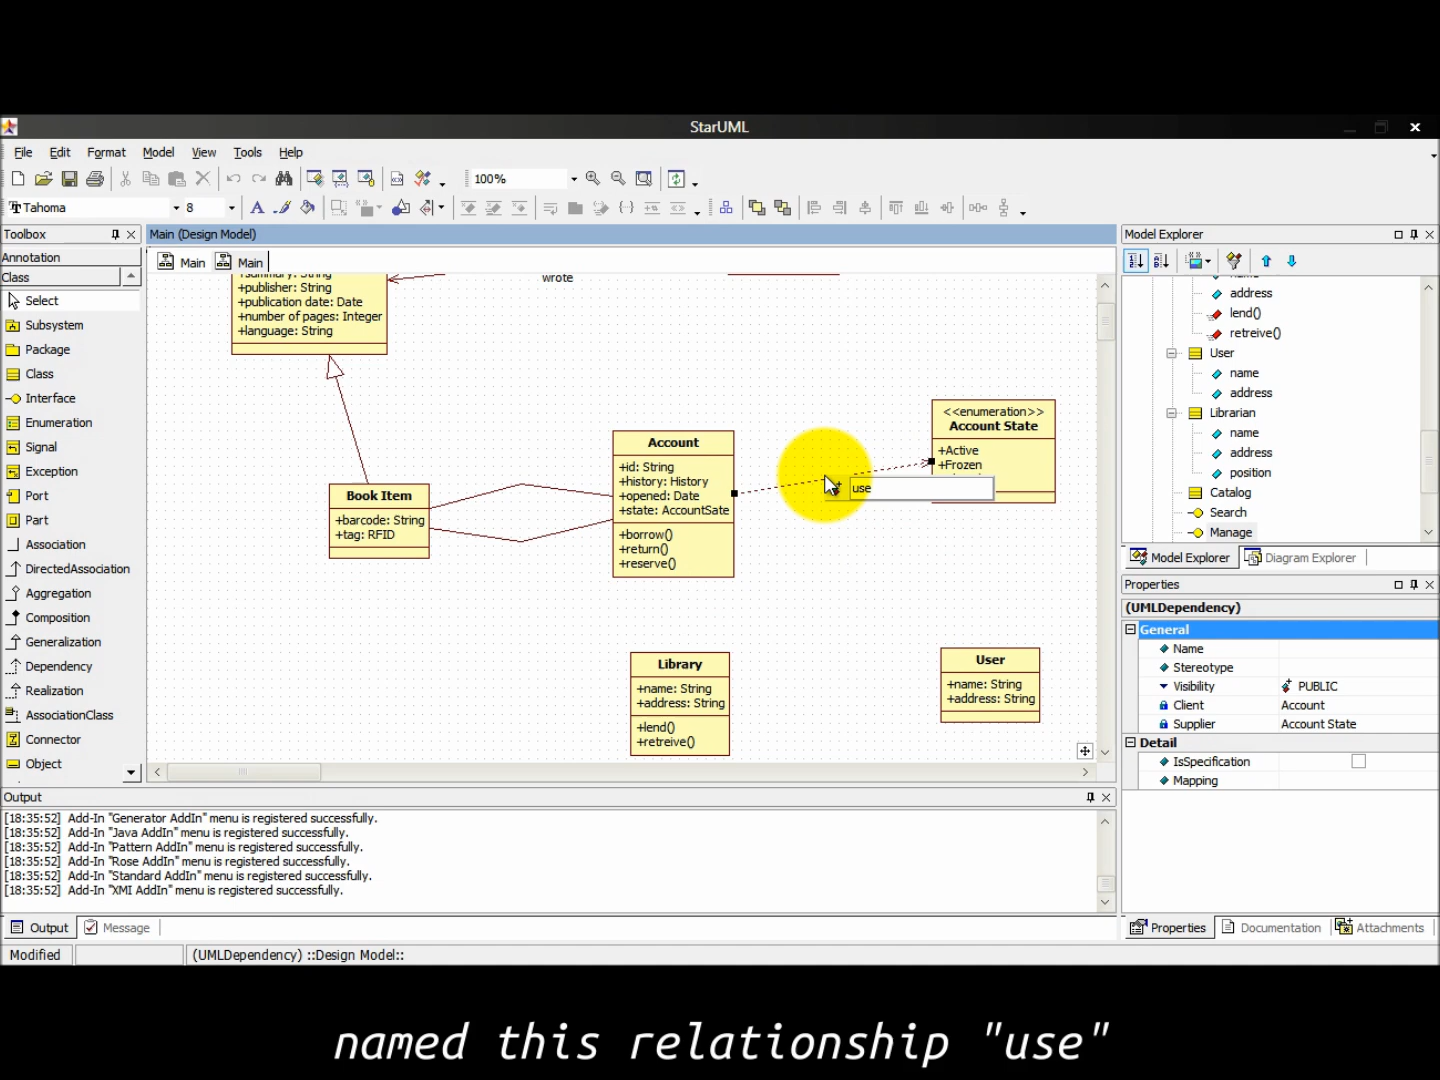 StarUML
File Edit Format Model View Tools Help
100%
Tahoma 8
Toolbox
Annotation
Class
Select
Subsystem
Package
Class
Interface
Enumeration
Signal
Exception
Port
Part
Association
DirectedAssociation
Aggregation
Composition
Generalization
Dependency
Realization
AssociationClass
Connector
Object
Main (Design Model)
Main Main
+publisher: String
+publication date: Date
+number of pages: Integer
+language: String
wrote
<<enumeration>>
Account State
+Active
+Frozen
Account
+id: String
+history: History
+opened: Date
+state: AccountSate
+borrow()
+return()
+reserve()
use
Book Item
+barcode: String
+tag: RFID
Library
+name: String
+address: String
+lend()
+retreive()
User
+name: String
+address: String
Model Explorer
address
lend()
retreive()
User
name
address
Librarian
name
address
position
Catalog
Search
Manage
Model Explorer Diagram Explorer
Properties
(UMLDependency)
General
Name
Stereotype
Visibility PUBLIC
Client Account
Supplier Account State
Detail
IsSpecification
Mapping
Properties Documentation Attachments
Output
[18:35:52] Add-In "Generator AddIn" menu is registered successfully.
[18:35:52] Add-In "Java AddIn" menu is registered successfully.
[18:35:52] Add-In "Pattern AddIn" menu is registered successfully.
[18:35:52] Add-In "Rose AddIn" menu is registered successfully.
[18:35:52] Add-In "Standard AddIn" menu is registered successfully.
[18:35:52] Add-In "XMI AddIn" menu is registered successfully.
Output Message
Modified (UMLDependency) ::Design Model::
named this relationship "use"